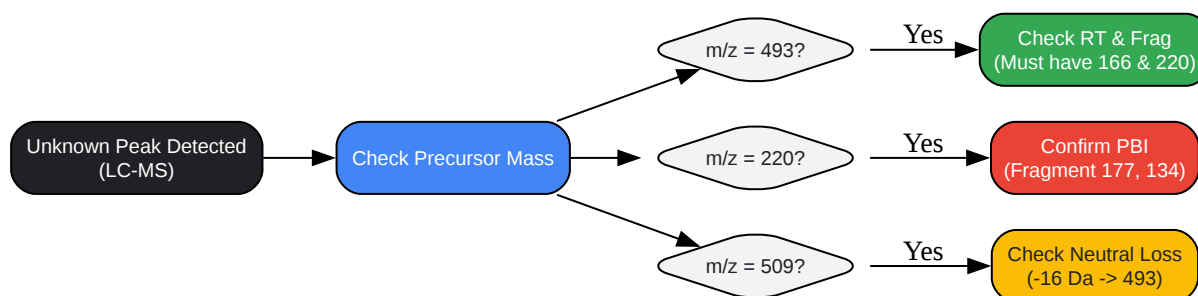 Unknown Peak Detected
(LC-MS)
Check Precursor Mass
m/z = 493?
Yes
Check RT & Frag
(Must have 166 & 220)
m/z = 220?
Yes
Confirm PBI
(Fragment 177, 134)
m/z = 509?
Yes
Check Neutral Loss
(-16 Da -> 493)